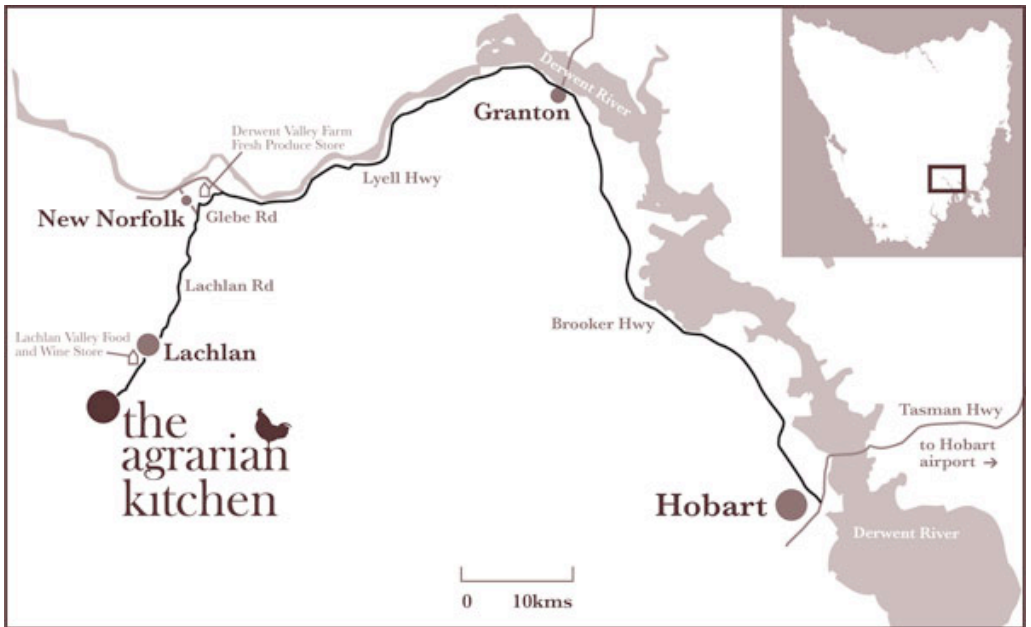 Derwent River
Granton
Derwent Valley Farm
Fresh Produce Store
Lyell Hwy
New Norfolk
Glebe Rd
Lachlan Rd
Brooker Hwy
Lachlan Valley Food
and Wine Store
Lachlan
the
agrarian
kitchen
Tasman Hwy
to Hobart
airport →
Hobart
Derwent River
0 10kms